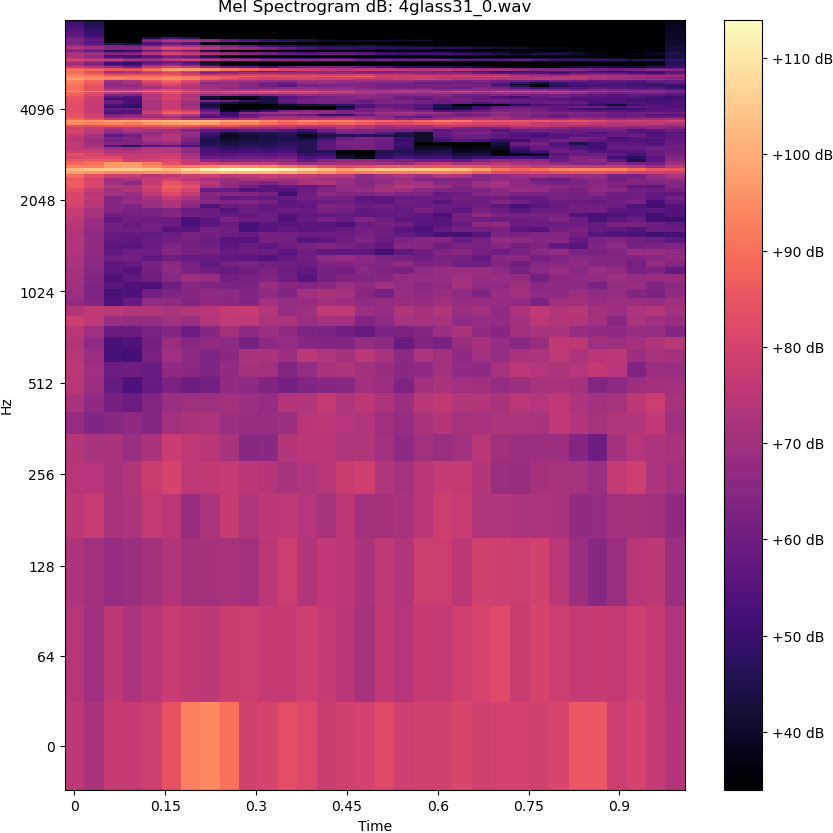 Mel Spectrogram dB: 4glass31_0.wav
+110 dB
4096
+100 dB
2048
+90 dB
1024
+80 dB
512
Hz
+70 dB
256
+60 dB
128
+50 dB
64
+40 dB
0
0 0.15 0.3 0.45 0.6 0.75 0.9
Time